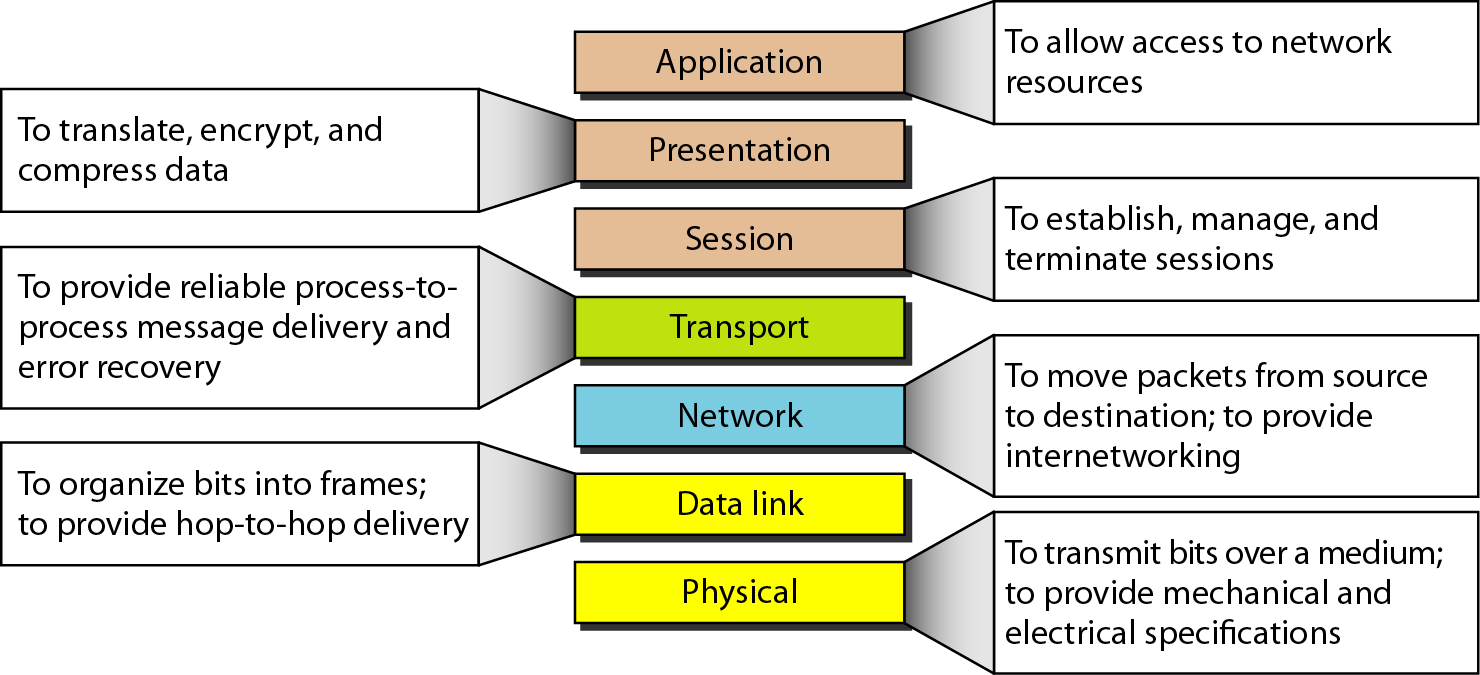 Application
To allow access to network
resources
To translate, encrypt, and
compress data
Presentation
Session
To establish, manage, and
terminate sessions
To provide reliable process-to-
process message delivery and
error recovery
Transport
Network
To move packets from source
to destination; to provide
internetworking
To organize bits into frames;
to provide hop-to-hop delivery
Data link
Physical
To transmit bits over a medium;
to provide mechanical and
electrical specifications